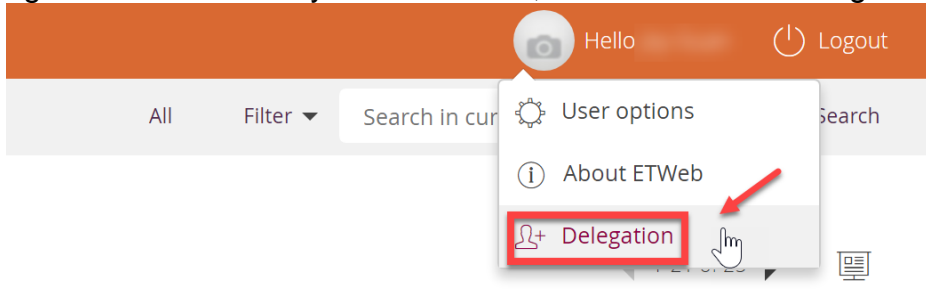 Hello
Logout
All
Filter
Search in cur
Search
User options
About ETWeb
Delegation